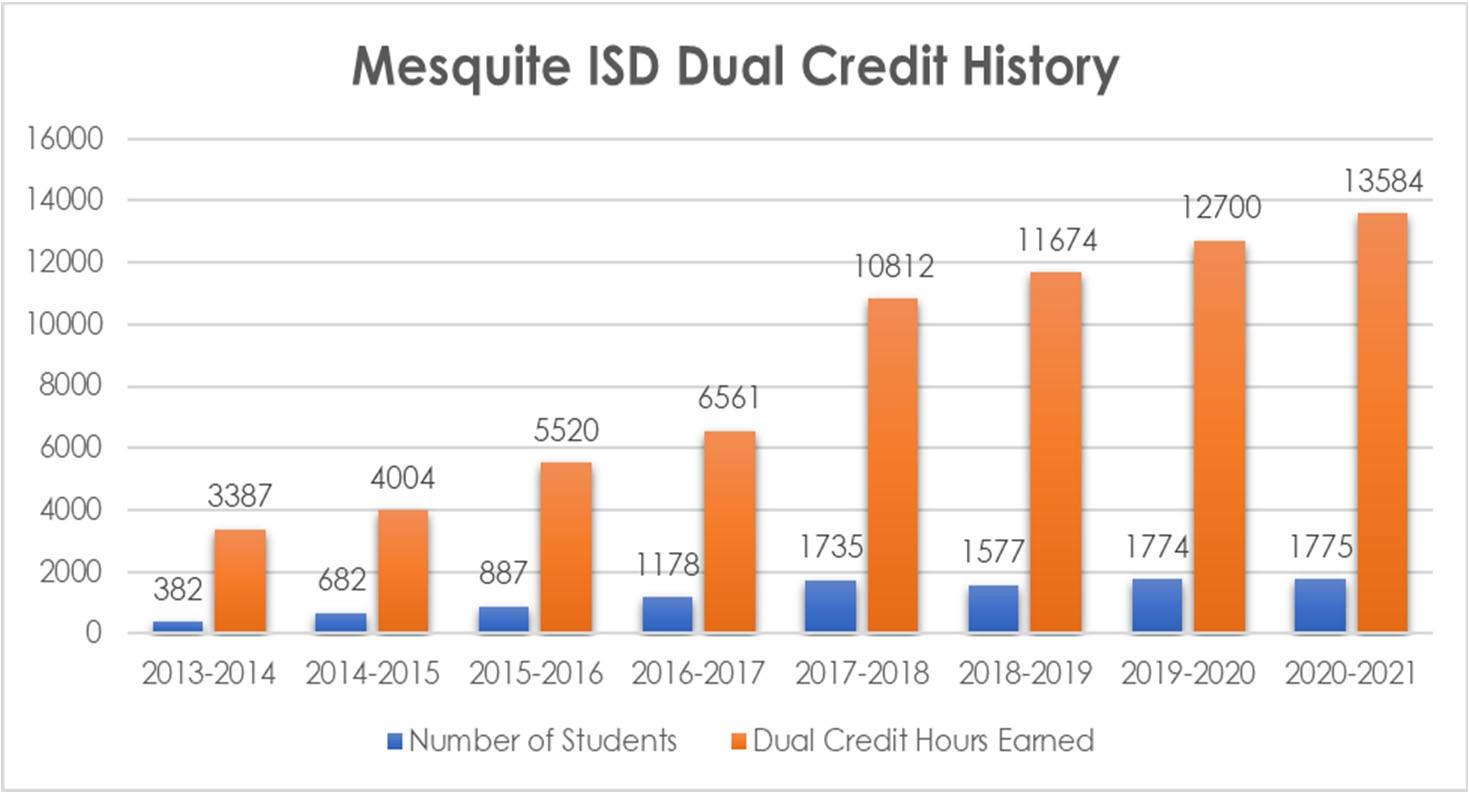 Mesquite ISD Dual Credit History
16000
14000
12000
10000
8000
6000
4000
2000
0
382 3387 682 4004 887 5520 1178 6561 1735 10812 1577 11674 1774 12700 1775 13584
2013-2014 2014-2015 2015-2016 2016-2017 2017-2018 2018-2019 2019-2020 2020-2021
Number of Students Dual Credit Hours Earned